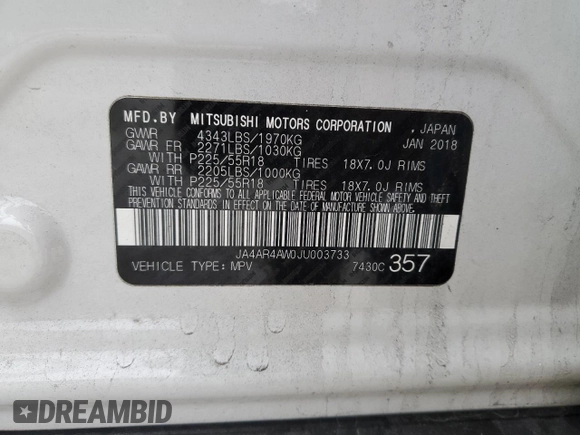 MFD.BY MITSUBISHI MOTORS CORPORATION , JAPAN
GVWR 4343LBS/1970KG JAN 2018
GAWR FR 2271LBS/1030KG
WITH P225/55R18 TIRES 18X7.0J RIMS
GAWR RR 2205LBS/1000KG
WITH P225/55R18 TIRES 18X7.0J RIMS
THIS VEHICLE CONFORMS TO ALL APPLICABLE FEDERAL MOTOR VEHICLE SAFETY AND THEFT
PREVENTION STANDARDS IN EFFECT ON THE DATE OF MANUFACTURE SHOWN ABOVE.
JA4AR4AW0JU003733
VEHICLE TYPE:MPV 7430C 357
DREAMBID